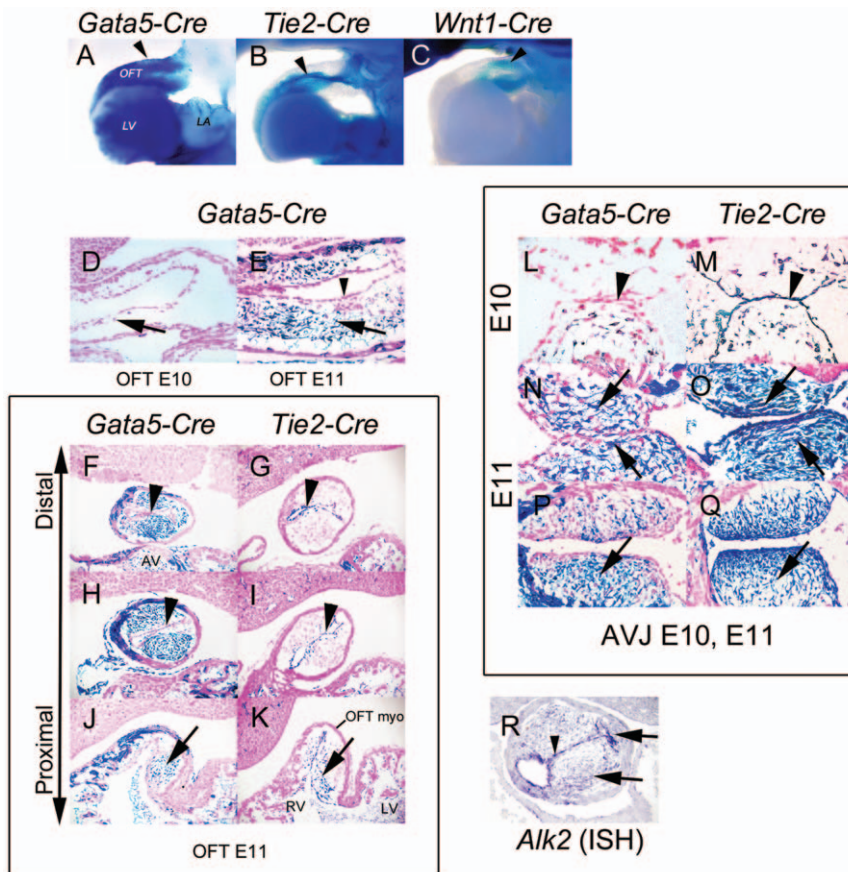 Gata5-Cre Tie2-Cre Wnt1-Cre
A B C
OFT
LV LA
Gata5-Cre
D E
OFT E10 OFT E11
Gata5-Cre Tie2-Cre
Distal
F G
AV
H I
Proximal
J K
OFT myo
RV LV
OFT E11
Gata5-Cre Tie2-Cre
E10
L M
E11
N O
P Q
AVJ E10, E11
R
Alk2 (ISH)